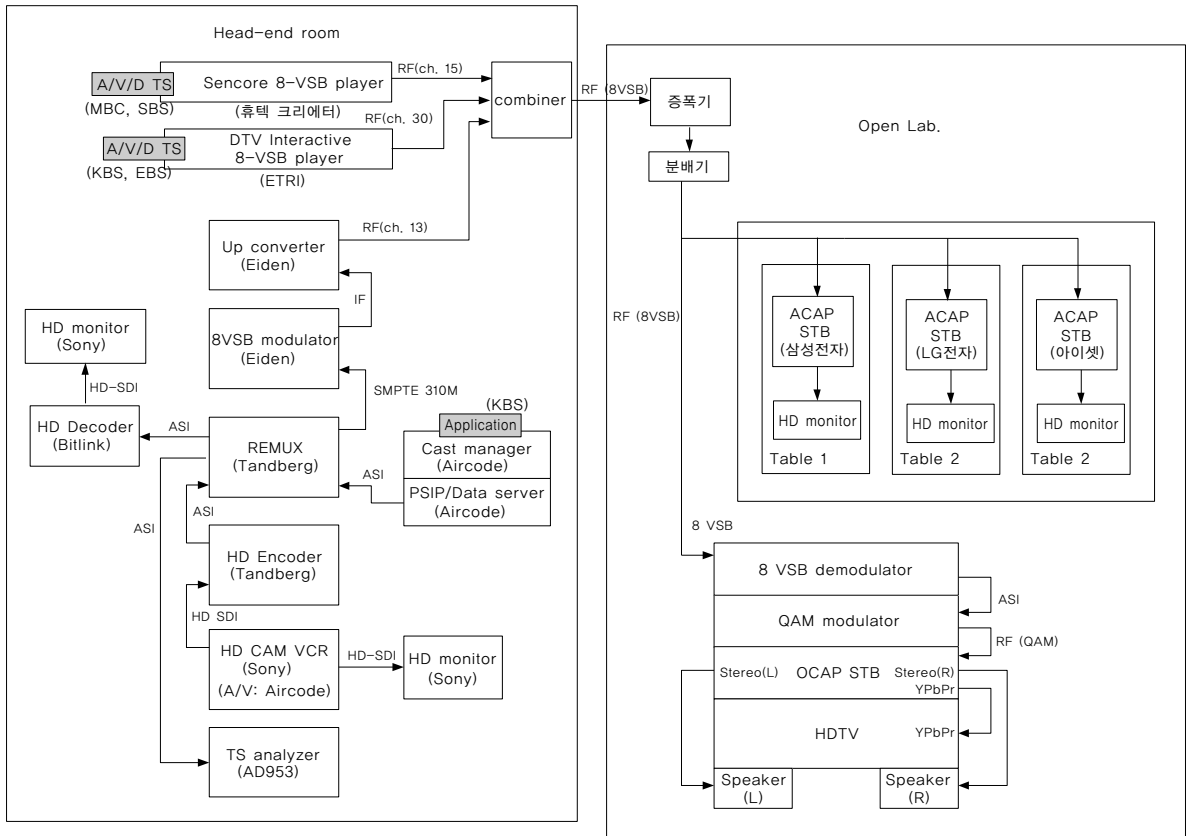 Head-end room
A/V/D TS
Sencore 8-VSB player
(MBC, SBS)
(휴텍 크리에터)
RF(ch. 15)
A/V/D TS
DTV Interactive
8-VSB player
(KBS, EBS)
(ETRI)
RF(ch. 30)
combiner
RF (8VSB)
RF(ch. 13)
Up converter
(Eiden)
IF
8VSB modulator
(Eiden)
HD monitor
(Sony)
HD-SDI
HD Decoder
(Bitlink)
ASI
SMPTE 310M
REMUX
(Tandberg)
(KBS)
Application
Cast manager
(Aircode)
PSIP/Data server
(Aircode)
ASI
ASI
ASI
HD Encoder
(Tandberg)
HD SDI
HD CAM VCR
(Sony)
(A/V: Aircode)
HD-SDI
HD monitor
(Sony)
TS analyzer
(AD953)
증폭기
Open Lab.
분배기
RF (8VSB)
ACAP
STB
(삼성전자)
HD monitor
Table 1
ACAP
STB
(LG전자)
HD monitor
Table 2
ACAP
STB
(아이셋)
HD monitor
Table 2
8 VSB
8 VSB demodulator
ASI
QAM modulator
RF (QAM)
Stereo(L)
OCAP STB
Stereo(R)
YPbPr
HDTV
YPbPr
Speaker
(L)
Speaker
(R)